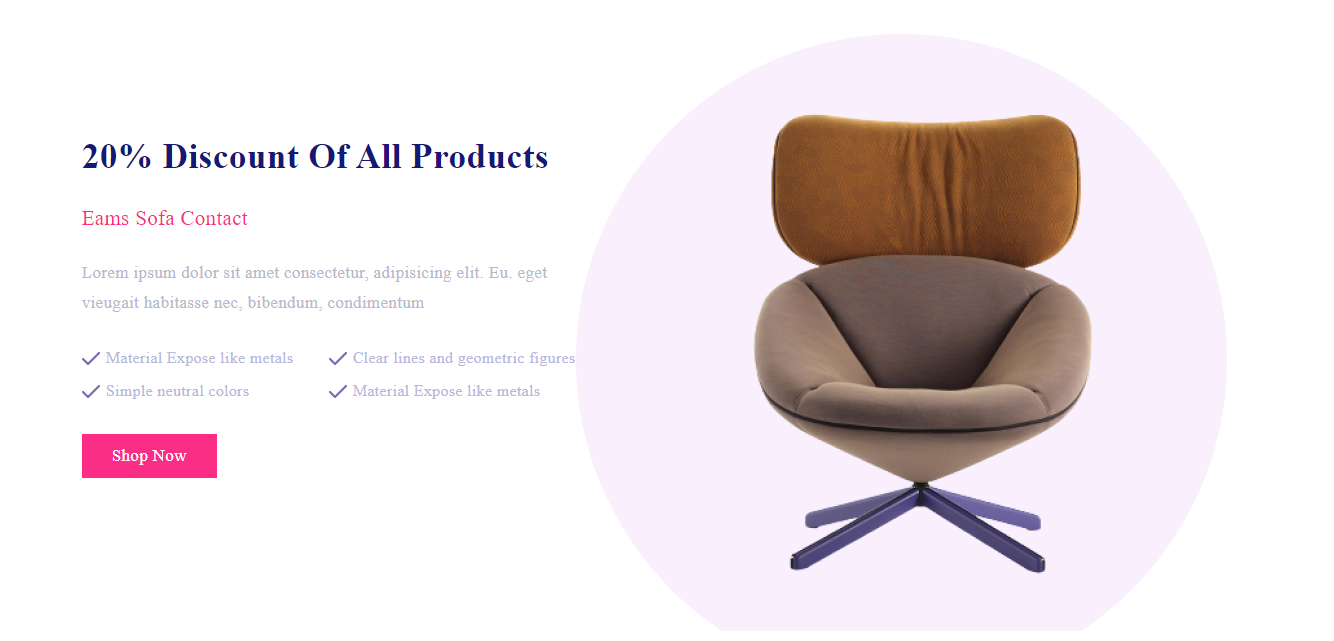 20% Discount Of All Products
Eams Sofa Contact
Lorem ipsum dolor sit amet consectetur, adipisicing elit. Eu. eget
vieugait habitasse nec, bibendum, condimentum
Material Expose like metals
Clear lines and geometric figures
Simple neutral colors
Material Expose like metals
Shop Now